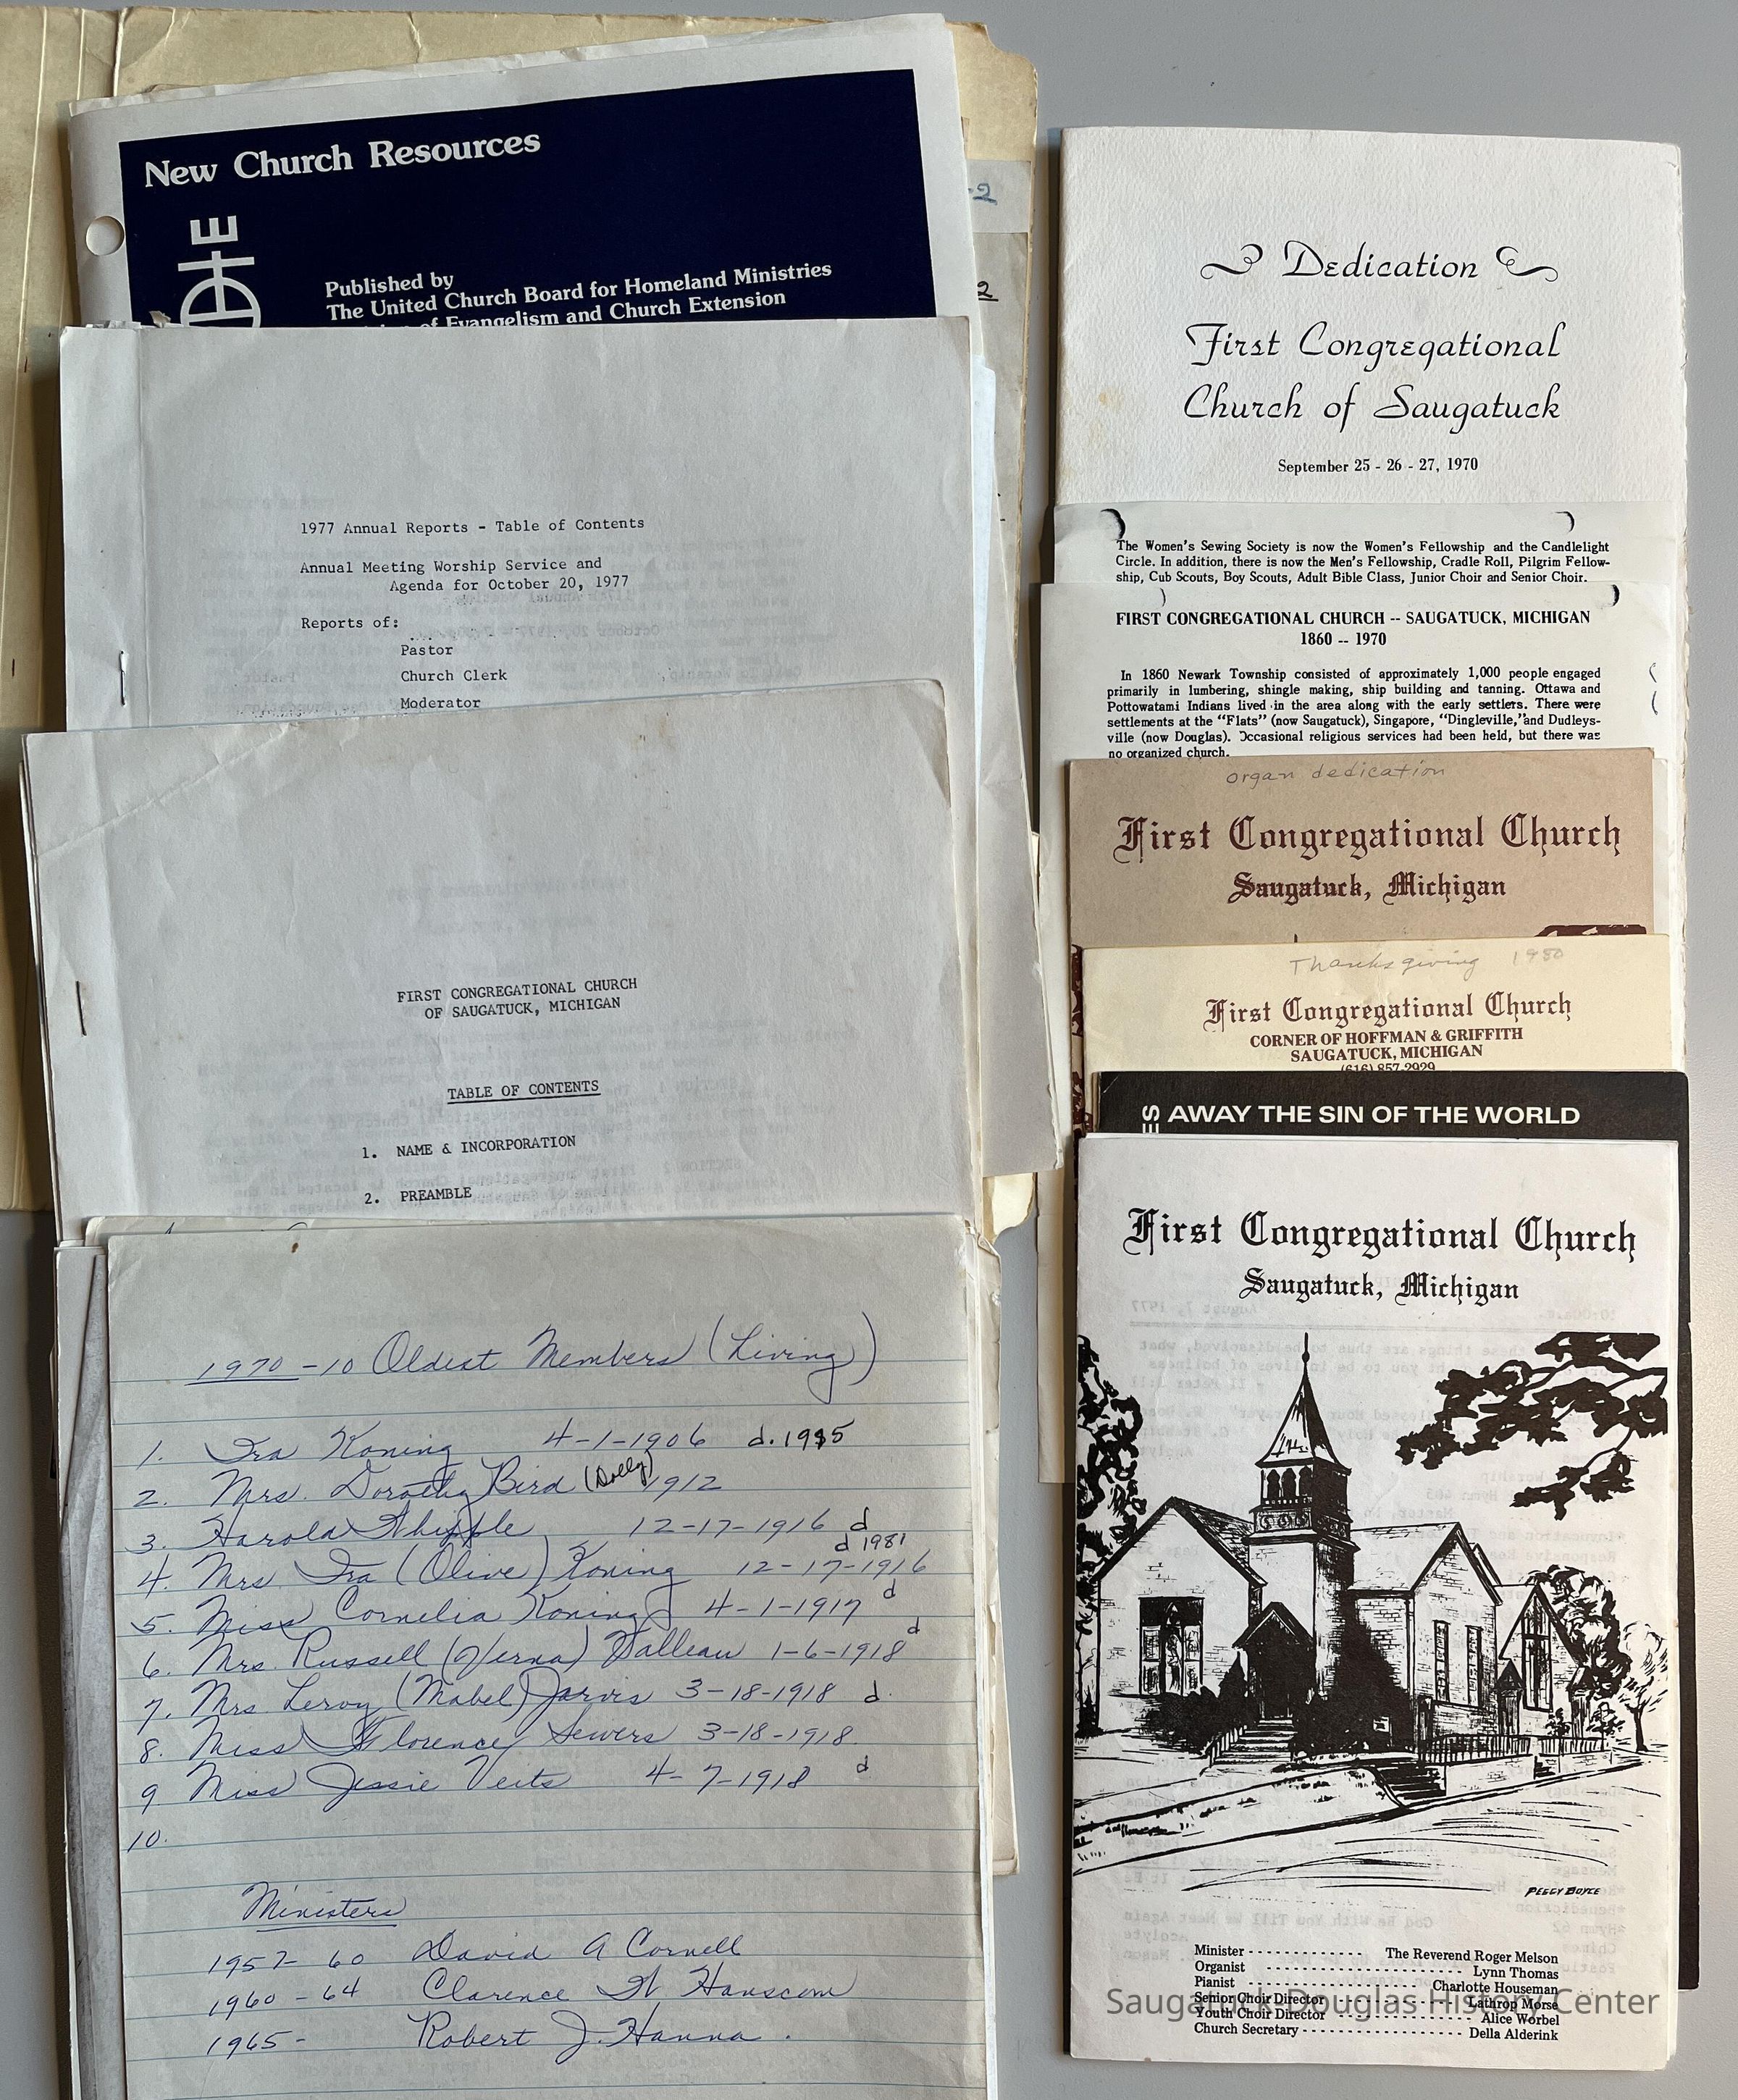 New Church Resources
Published by
The United Church Board for Homeland Ministries
of Evangelism and Church Extension
-2
2
1977 Annual Reports - Table of Contents
Annual Meeting Worship Service and
Agenda for October 20, 1977
Reports of:
Pastor
Church Clerk
Moderator
FIRST CONGREGATIONAL CHURCH
OF SAUGATUCK, MICHIGAN
TABLE OF CONTENTS
1. NAME & INCORPORATION
2. PREAMBLE
1970 - 10 Oldest Members (Living)
1. Ira Koning 4-1-1906 d. 1985
2. Mrs. Dorothy Bird (Dolly) 1912
3. Harold Whipple 12-17-1916 d
4. Mrs Ira (Olive) Koning 12-17-1916 d 1981
5. Miss Cornelia Koning 4-1-1917 d
6. Mrs. Russell (Verna) Valleau 1-6-1918 d
7. Mrs Leroy (Mabel) Jarvis 3-18-1918 d.
8. Miss Florence Sewers 3-18-1918
9 Miss Jessie Veits 4-7-1918 d
10.
Ministers
1957- 60 David A Cornell
1960 - 64 Clarence Hanscom
1965- Robert J. Hanna.
Dedication
First Congregational
Church of Saugatuck
September 25 - 26 - 27, 1970
The Women's Sewing Society is now the Women's Fellowship and the Candlelight
Circle. In addition, there is now the Men's Fellowship, Cradle Roll, Pilgrim Fellow-
ship, Cub Scouts, Boy Scouts, Adult Bible Class, Junior Choir and Senior Choir.
FIRST CONGREGATIONAL CHURCH -- SAUGATUCK, MICHIGAN
1860 -- 1970
In 1860 Newark Township consisted of approximately 1,000 people engaged
primarily in lumbering, shingle making, ship building and tanning. Ottawa and
Pottowatami Indians lived in the area along with the early settlers. There were
settlements at the "Flats" (now Saugatuck), Singapore, "Dingleville," and Dudleys-
ville (now Douglas). Occasional religious services had been held, but there was
no organized church.
organ dedication
First Congregational Church
Saugatuck, Michigan
Thanksgiving 1980
First Congregational Church
CORNER OF HOFFMAN & GRIFFITH
SAUGATUCK, MICHIGAN
(616) 857-2929
ES AWAY THE SIN OF THE WORLD
First Congregational Church
Saugatuck, Michigan
PEGGY BOYCE
Minister - - - - - - - - - - - - - The Reverend Roger Melson
Organist - - - - - - - - - - - - - - - - - - - - - Lynn Thomas
Pianist - - - - - - - - - - - - - - - - - - - Charlotte Houseman
Senior Choir Director - - - - - - - - - - - - - Lathrop Morse
Youth Choir Director - - - - - - - - - - - - - - Alice Worbel
Church Secretary - - - - - - - - - - - - - - - - Della Alderink
Saugatuck-Douglas History Center